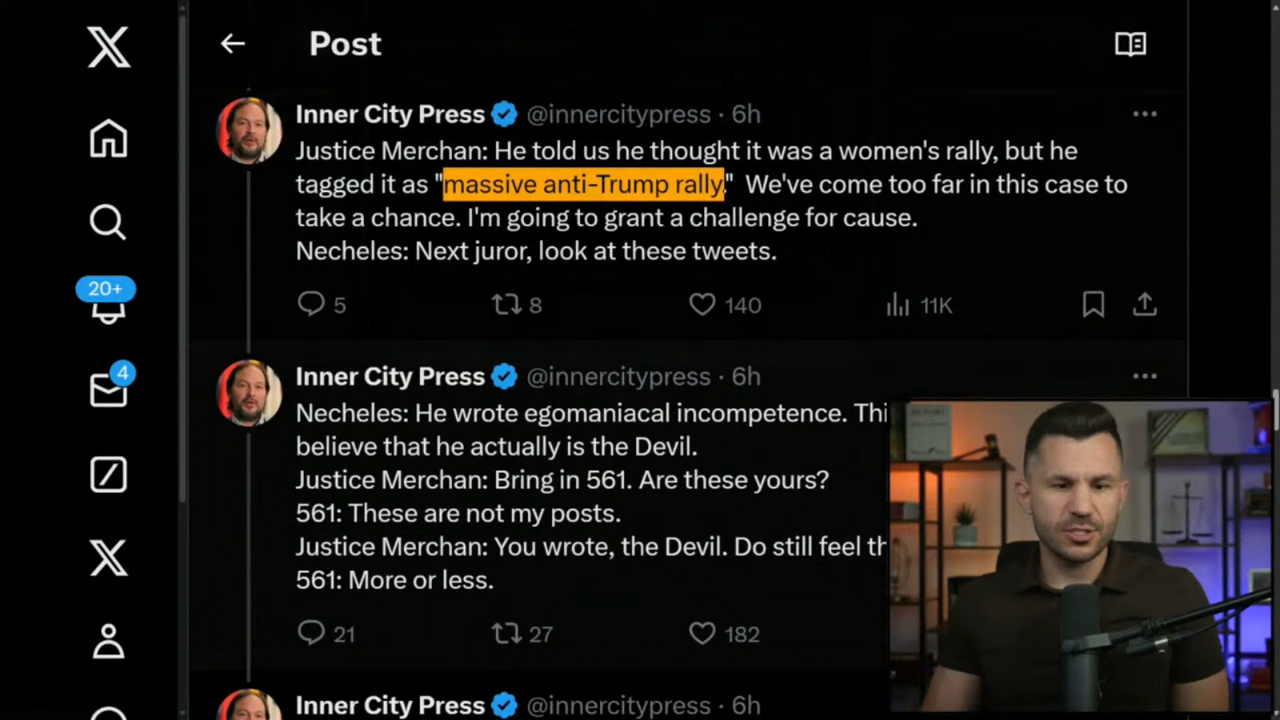 Post
Inner City Press @innercitypress · 6h
Justice Merchan: He told us he thought it was a women's rally, but he
tagged it as "massive anti-Trump rally." We've come too far in this case to
take a chance. I'm going to grant a challenge for cause.
Necheles: Next juror, look at these tweets.
5 8 140 11K
20+
4
Inner City Press @innercitypress · 6h
Necheles: He wrote egomaniacal incompetence.
believe that he actually is the Devil.
Justice Merchan: Bring in 561. Are these yours?
561: These are not my posts.
Justice Merchan: You wrote, the Devil. Do still feel
561: More or less.
21 27 182
Inner City Press @innercitypress · 6h